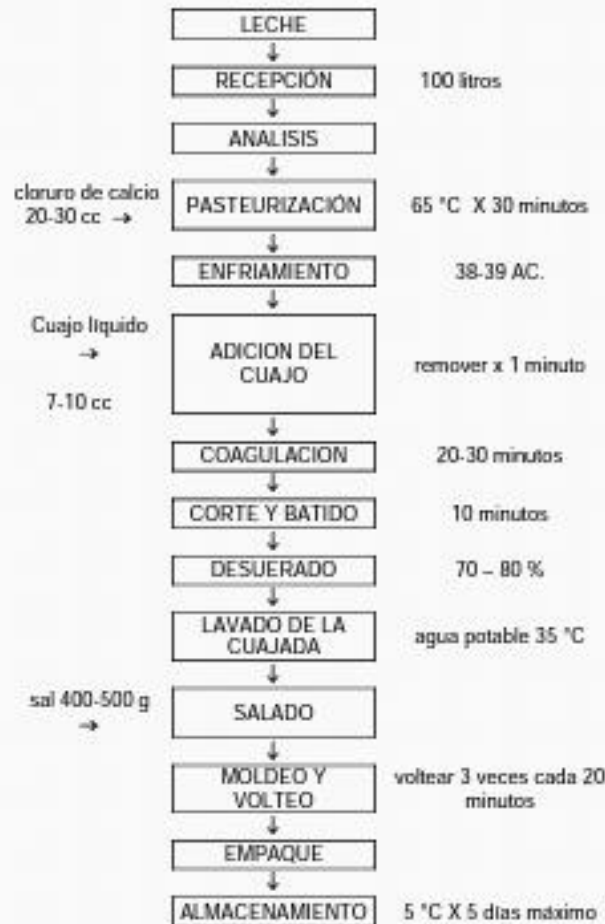 LECHE
↓
RECEPCIÓN 100 litros
↓
ANALISIS
↓
cloruro de calcio
20-30 cc → PASTEURIZACIÓN 65 °C X 30 minutos
↓
ENFRIAMIENTO 38-39 AC.
↓
Cuajo líquido
→
7-10 cc
ADICION DEL
CUAJO
remover x 1 minuto
↓
COAGULACION 20-30 minutos
↓
CORTE Y BATIDO 10 minutos
↓
DESUERADO 70 – 80 %
↓
LAVADO DE LA
CUAJADA
agua potable 35 °C
↓
sal 400-500 g
→
SALADO
↓
MOLDEO Y
VOLTEO
voltear 3 veces cada 20
minutos
↓
EMPAQUE
↓
ALMACENAMIENTO 5 °C X 5 días máximo